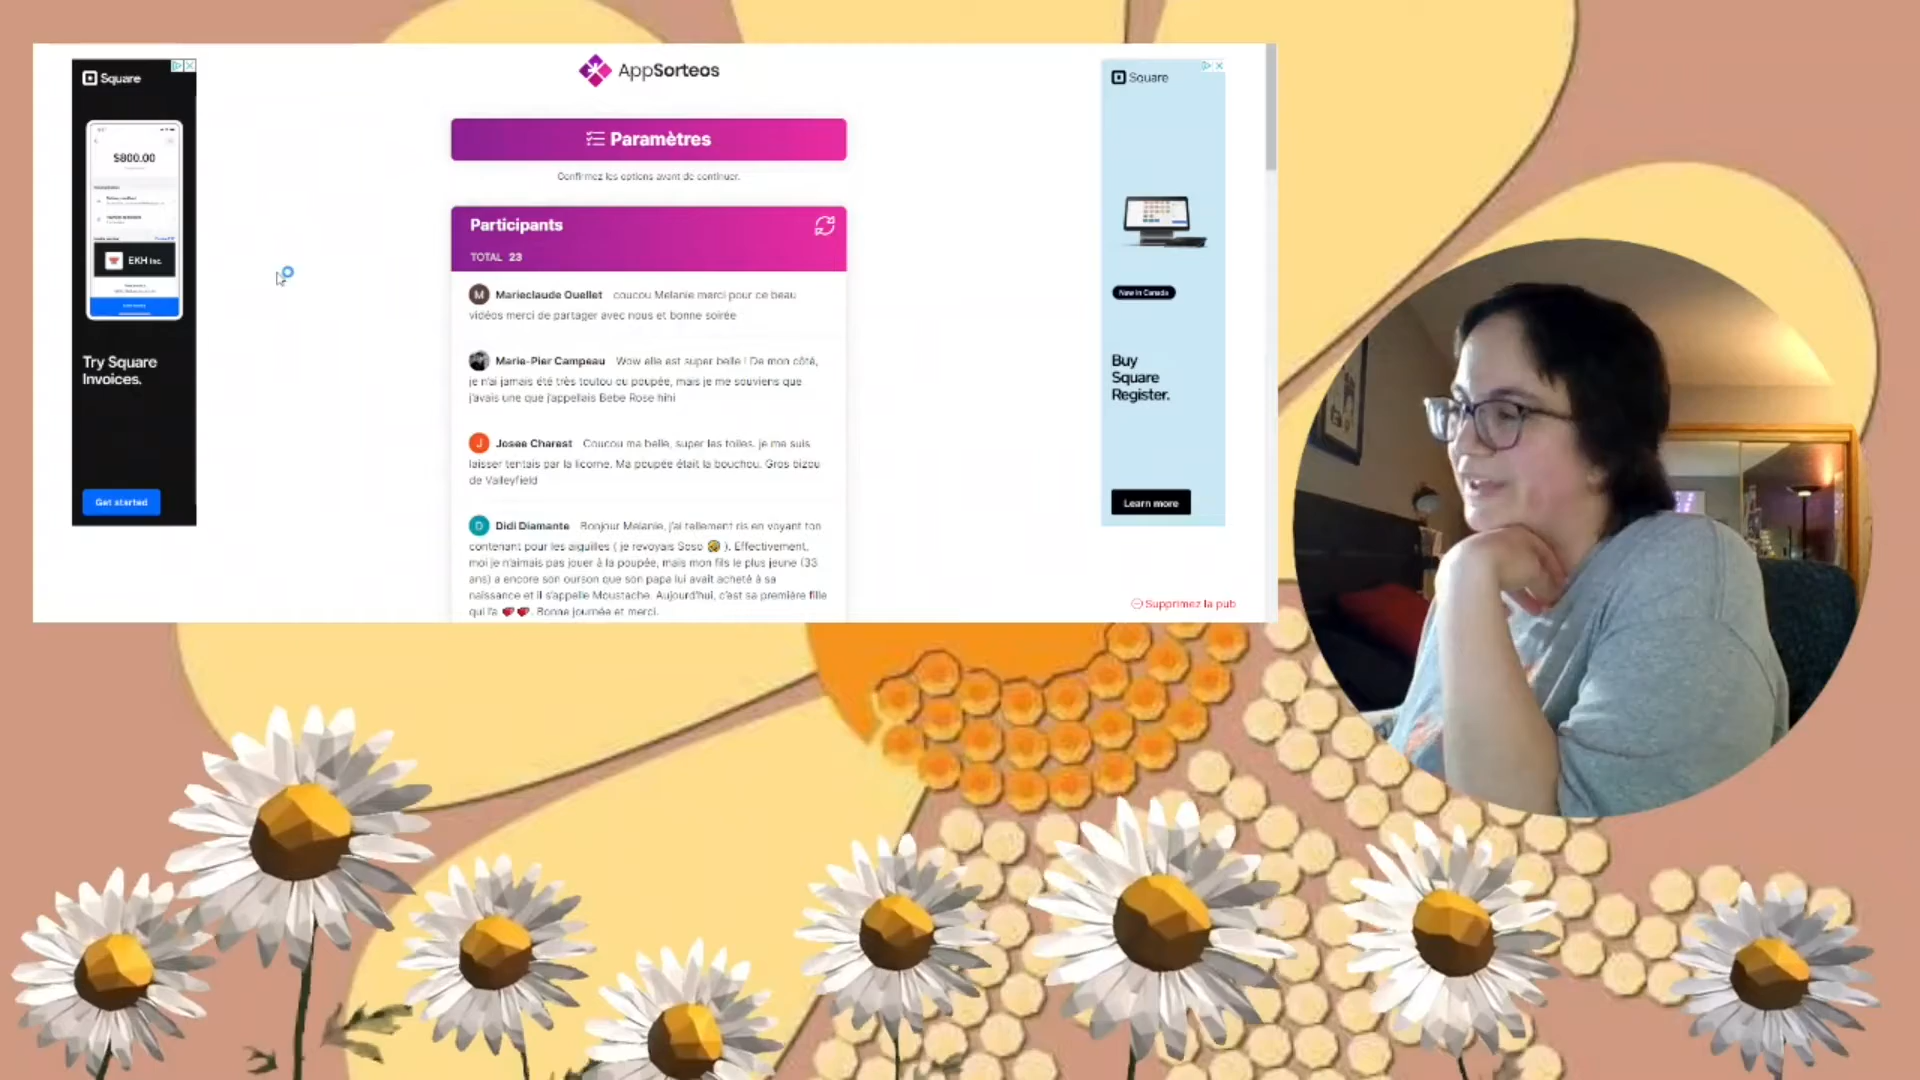 Square
$800.00
EKH Inc.
Try Square
Invoices.
Get started
AppSorteos
Paramètres
Confirmez les options avant de continuer.
Participants
TOTAL 23
M Marieclaude Ouellet coucou Melanie merci pour ce beau
vidéos merci de partager avec nous et bonne soirée
Marie-Pier Campeau Wow elle est super belle ! De mon côté,
je n'ai jamais été très toutou ou poupée, mais je me souviens que
j'avais une que j'appellais Bebe Rose hihi
J Josee Charest Coucou ma belle, super les toiles. je me suis
laisser tentais par la licorne. Ma poupée était la bouchou. Gros bizou
de Valleyfield
D Didi Diamante Bonjour Melanie, j'ai tellement ris en voyant ton
contenant pour les aiguilles ( je revoyais Soso 🤣 ). Effectivement,
moi je n'aimais pas jouer à la poupée, mais mon fils le plus jeune (33
ans) a encore son ourson que son papa lui avait acheté à sa
naissance et il s'appelle Moustache. Aujourd'hui, c'est sa première fille
qui l'a 💕 💕. Bonne journée et merci.
Square
New in Canada
Buy
Square
Register.
Learn more
Supprimez la pub